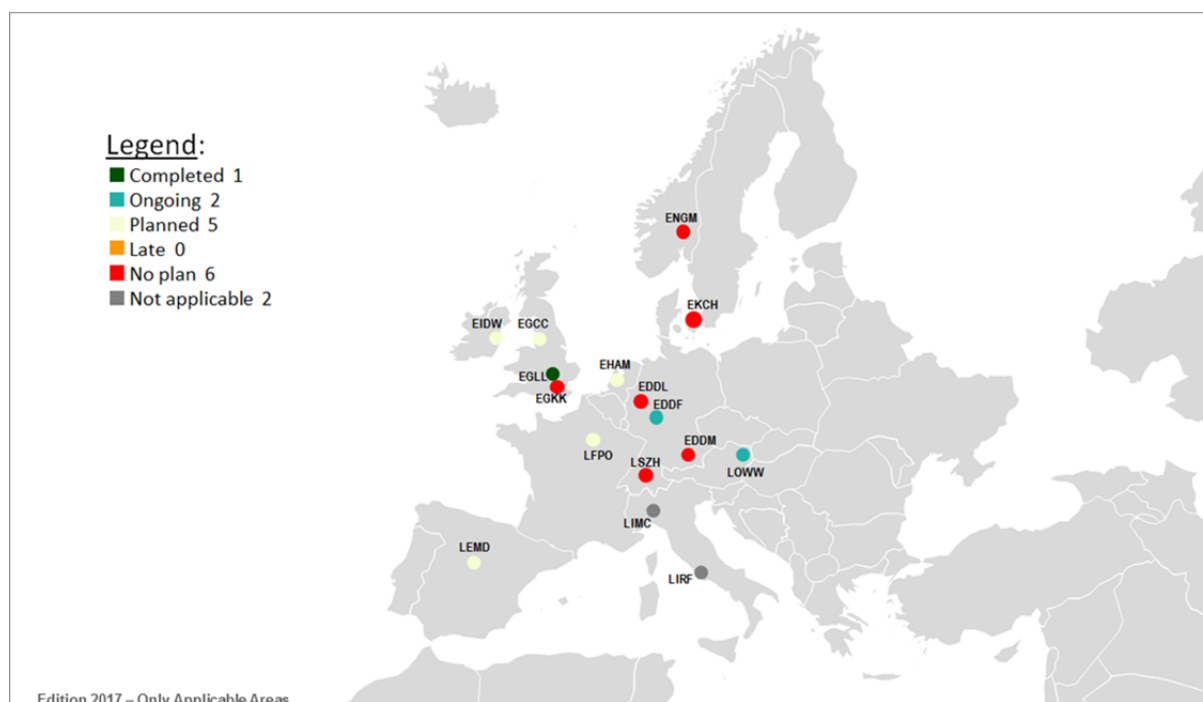 Legend:
Completed 1
Ongoing 2
Planned 5
Late 0
No plan 6
Not applicable 2
ENGM
EKCH
EIDW
EGCC
EHAM
EGLL
EGKK
EDDL
EDDF
EDDM
LFPO
LSZH
LOWW
LIMC
LEMD
LIRF
Edition 2017 – Only Applicable Areas